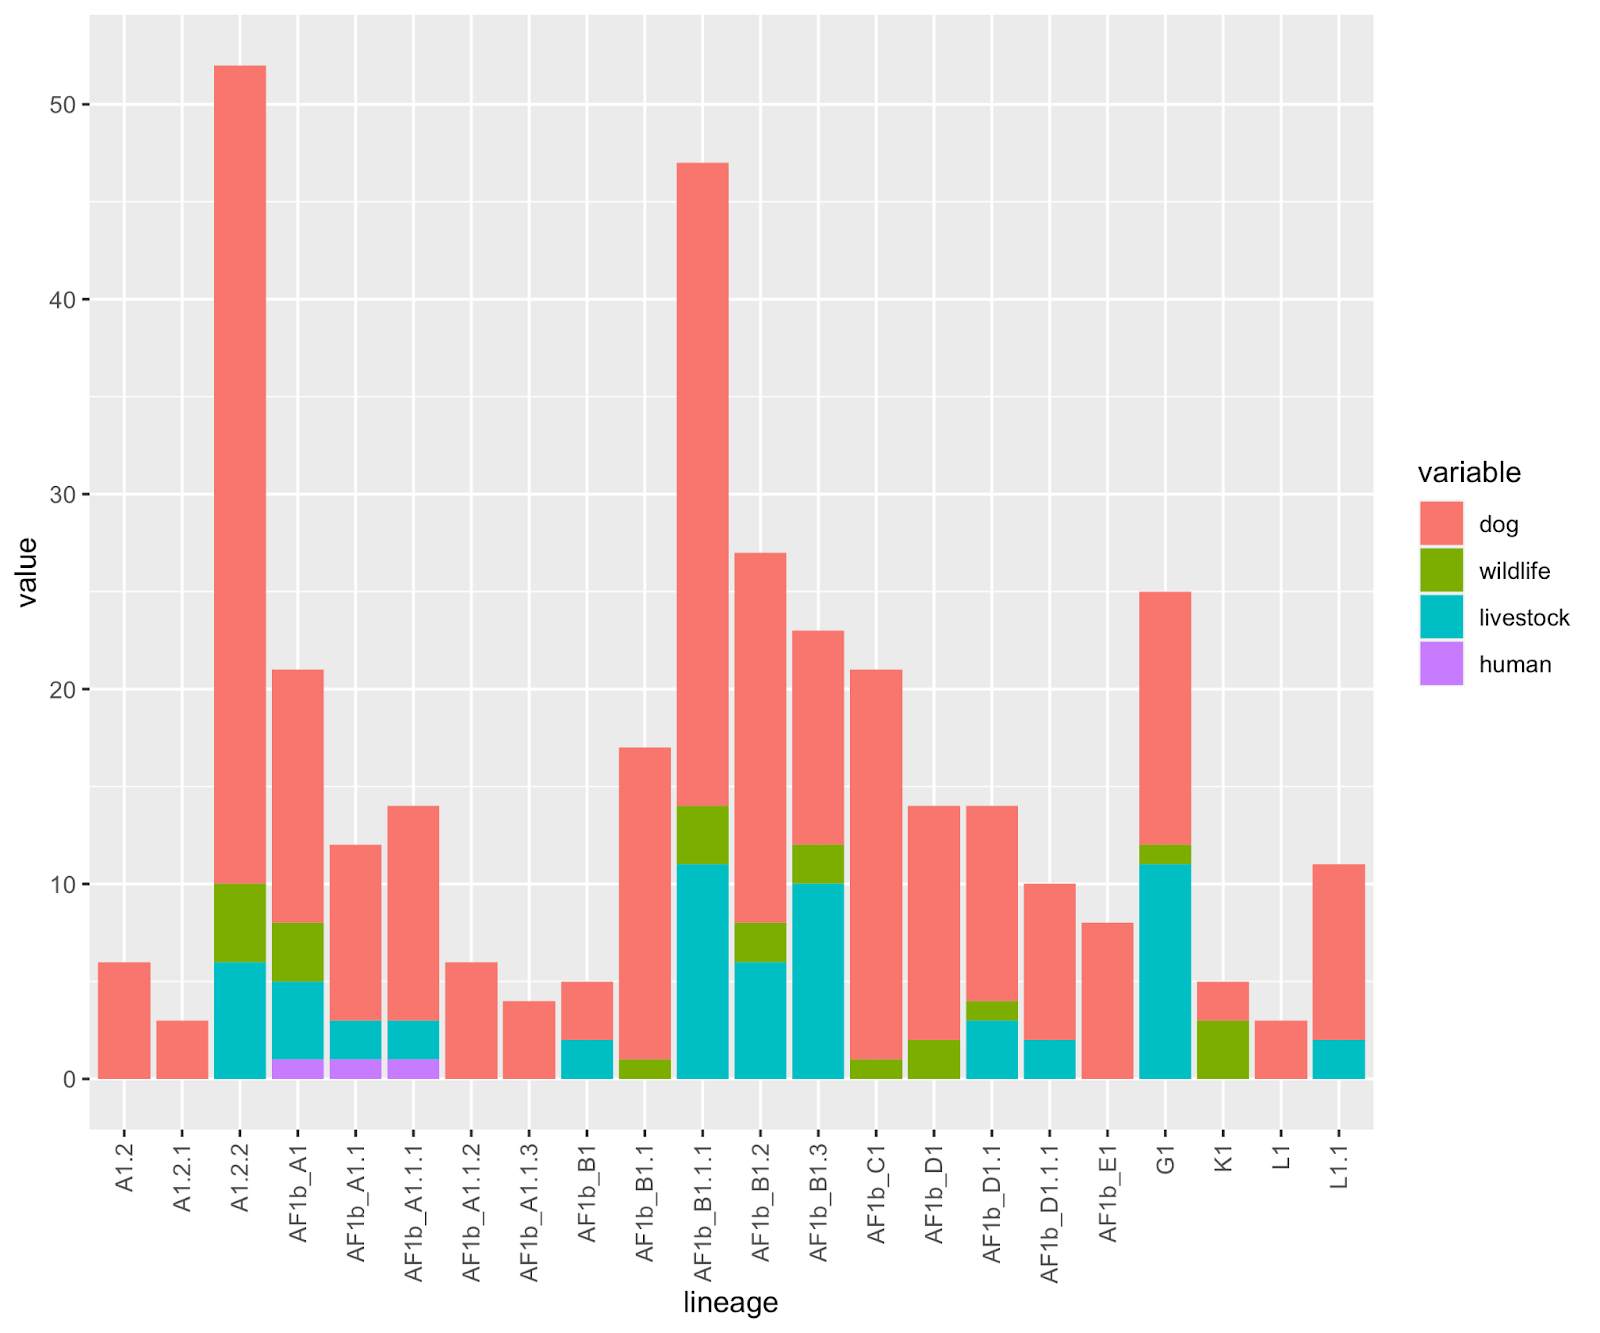 50
40
30
20
10
0
value
A1.2
A1.2.1
A1.2.2
AF1b_A1
AF1b_A1.1
AF1b_A1.1.1
AF1b_A1.1.2
AF1b_A1.1.3
AF1b_B1
AF1b_B1.1
AF1b_B1.1.1
AF1b_B1.2
AF1b_B1.3
AF1b_C1
AF1b_D1
AF1b_D1.1
AF1b_D1.1.1
AF1b_E1
G1
K1
L1
L1.1
lineage
variable
dog
wildlife
livestock
human